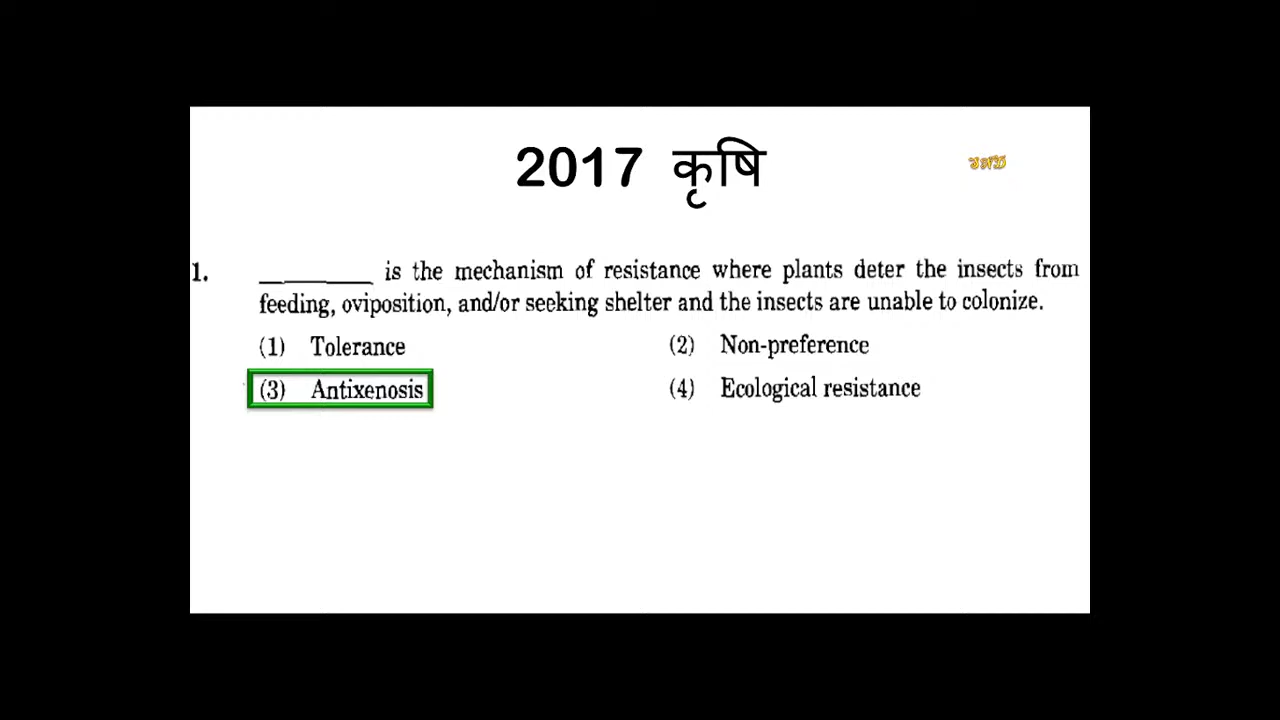 2017 कृषि
1. ________ is the mechanism of resistance where plants deter the insects from
feeding, oviposition, and/or seeking shelter and the insects are unable to colonize.
(1) Tolerance (2) Non-preference
(3) Antixenosis (4) Ecological resistance